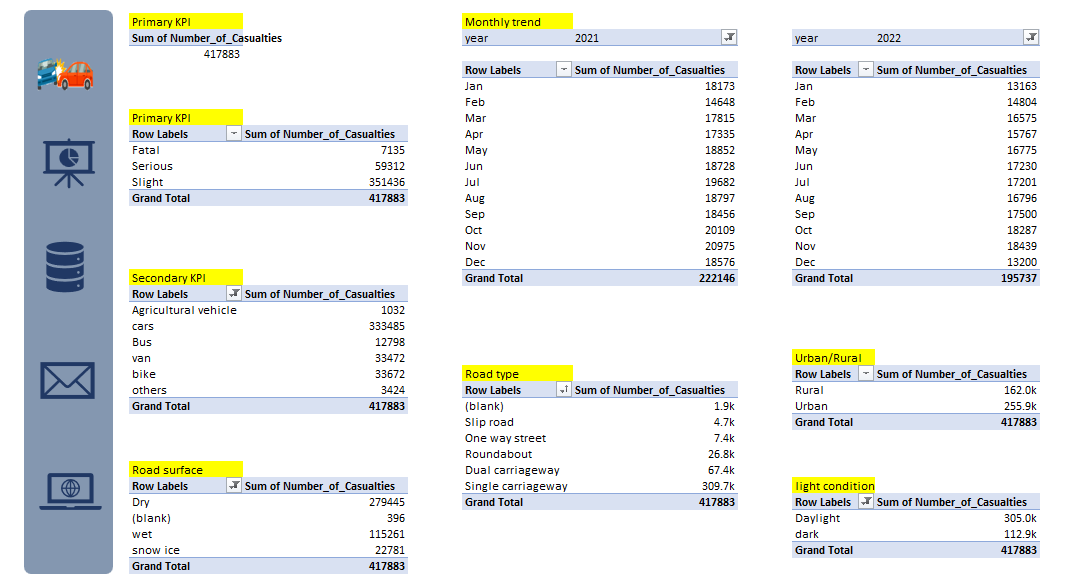 Primary KPI
Sum of Number_of_Casualties
417883
Primary KPI
Row Labels Sum of Number_of_Casualties
Fatal 7135
Serious 59312
Slight 351436
Grand Total 417883
Secondary KPI
Row Labels Sum of Number_of_Casualties
Agricultural vehicle 1032
cars 333485
Bus 12798
van 33472
bike 33672
others 3424
Grand Total 417883
Road surface
Row Labels Sum of Number_of_Casualties
Dry 279445
(blank) 396
wet 115261
snow ice 22781
Grand Total 417883
Monthly trend
year 2021
Row Labels Sum of Number_of_Casualties
Jan 18173
Feb 14648
Mar 17815
Apr 17335
May 18852
Jun 18728
Jul 19682
Aug 18797
Sep 18456
Oct 20109
Nov 20975
Dec 18576
Grand Total 222146
Road type
Row Labels Sum of Number_of_Casualties
(blank) 1.9k
Slip road 4.7k
One way street 7.4k
Roundabout 26.8k
Dual carriageway 67.4k
Single carriageway 309.7k
Grand Total 417883
year 2022
Row Labels Sum of Number_of_Casualties
Jan 13163
Feb 14804
Mar 16575
Apr 15767
May 16775
Jun 17230
Jul 17201
Aug 16796
Sep 17500
Oct 18287
Nov 18439
Dec 13200
Grand Total 195737
Urban/Rural
Row Labels Sum of Number_of_Casualties
Rural 162.0k
Urban 255.9k
Grand Total 417883
light condition
Row Labels Sum of Number_of_Casualties
Daylight 305.0k
dark 112.9k
Grand Total 417883